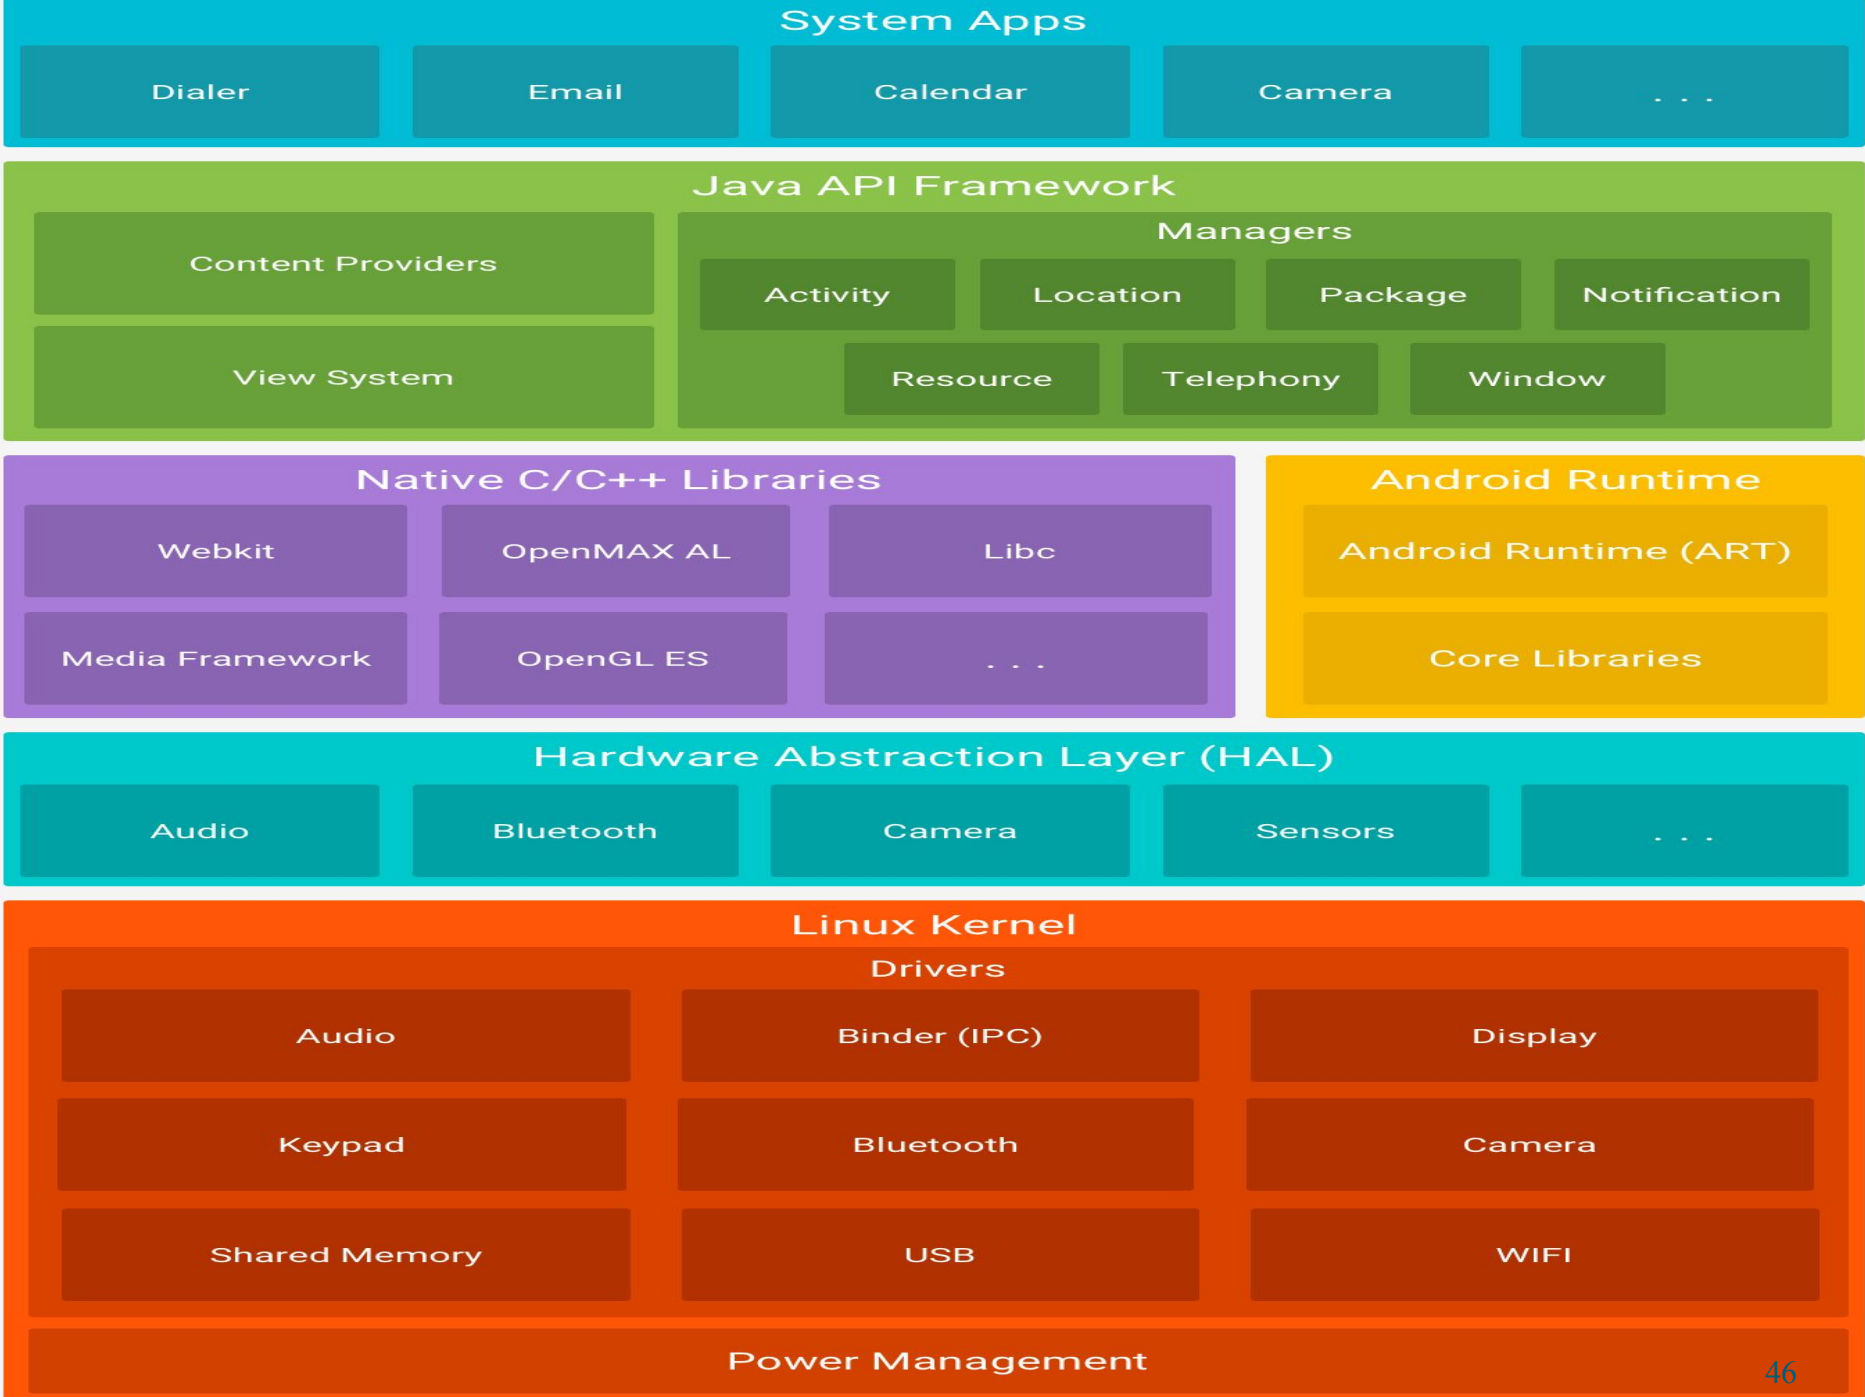 System Apps
Dialer Email Calendar Camera . . .
Java API Framework
Content Providers
View System
Managers
Activity Location Package Notification
Resource Telephony Window
Native C/C++ Libraries
Webkit OpenMAX AL Libc
Media Framework OpenGL ES . . .
Android Runtime
Android Runtime (ART)
Core Libraries
Hardware Abstraction Layer (HAL)
Audio Bluetooth Camera Sensors . . .
Linux Kernel
Drivers
Audio Binder (IPC) Display
Keypad Bluetooth Camera
Shared Memory USB WIFI
Power Management
46